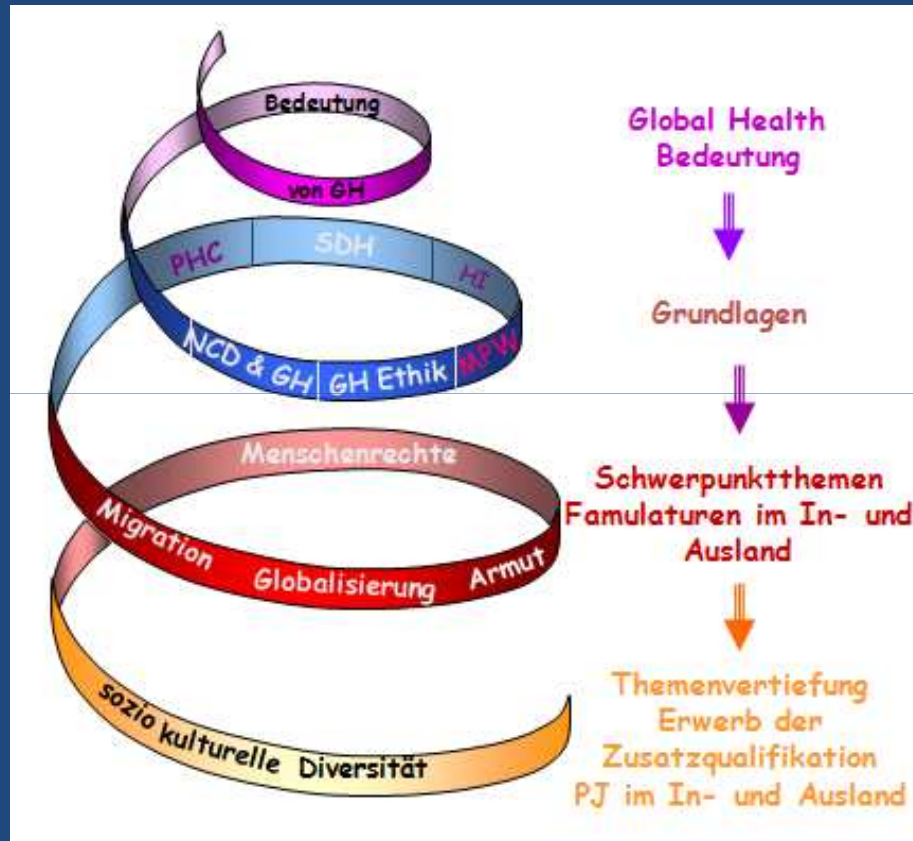 Bedeutung
von GH
PHC
SDH
HI
NCD & GH
GH Ethik
MPW
Menschenrechte
Migration
Globalisierung
Armut
sozio kulturelle Diversität
Global Health
Bedeutung
Grundlagen
Schwerpunktthemen
Famulaturen im In- und
Ausland
Themenvertiefung
Erwerb der
Zusatzqualifikation
PJ im In- und Ausland